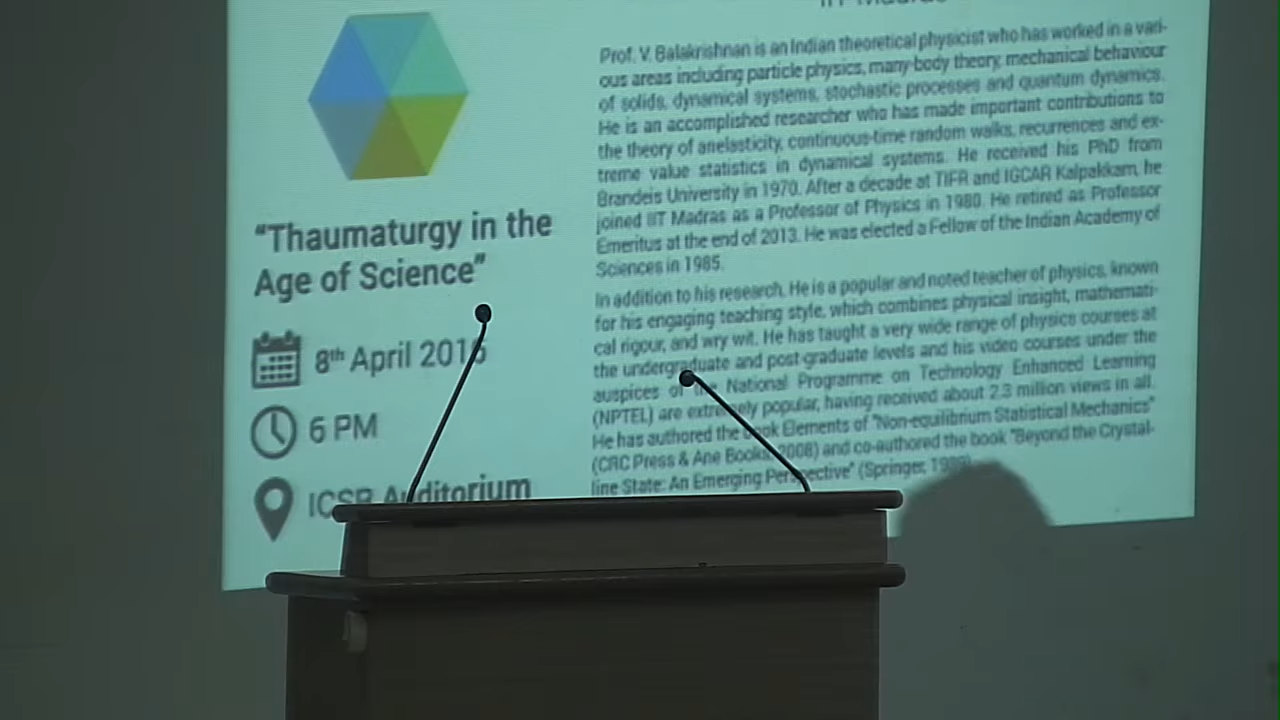 IIT Madras
Prof. V. Balakrishnan is an Indian theoretical physicist who has worked in a vari-
ous areas including particle physics, many-body theory, mechanical behaviour
of solids, dynamical systems, stochastic processes and quantum dynamics.
He is an accomplished researcher who has made important contributions to
the theory of anelasticity, continuous-time random walks, recurrences and ex-
treme value statistics in dynamical systems. He received his PhD from
Brandeis University in 1970. After a decade at TIFR and IGCAR Kalpakkam, he
joined IIT Madras as a Professor of Physics in 1980. He retired as Professor
Emeritus at the end of 2013. He was elected a Fellow of the Indian Academy of
Sciences in 1985.
In addition to his research, He is a popular and noted teacher of physics, known
for his engaging teaching style, which combines physical insight, mathemati-
cal rigour, and wry wit. He has taught a very wide range of physics courses at
the undergraduate and post-graduate levels and his video courses under the
auspices of the National Programme on Technology Enhanced Learning
(NPTEL) are extremely popular, having received about 2.3 million views in all.
He has authored the book Elements of "Non-equilibrium Statistical Mechanics"
(CRC Press & Ane Books, 2008) and co-authored the book "Beyond the Crystal-
line State: An Emerging Perspective" (Springer,
"Thaumaturgy in the
Age of Science"
8th April 2016
6 PM
ICSR Auditorium